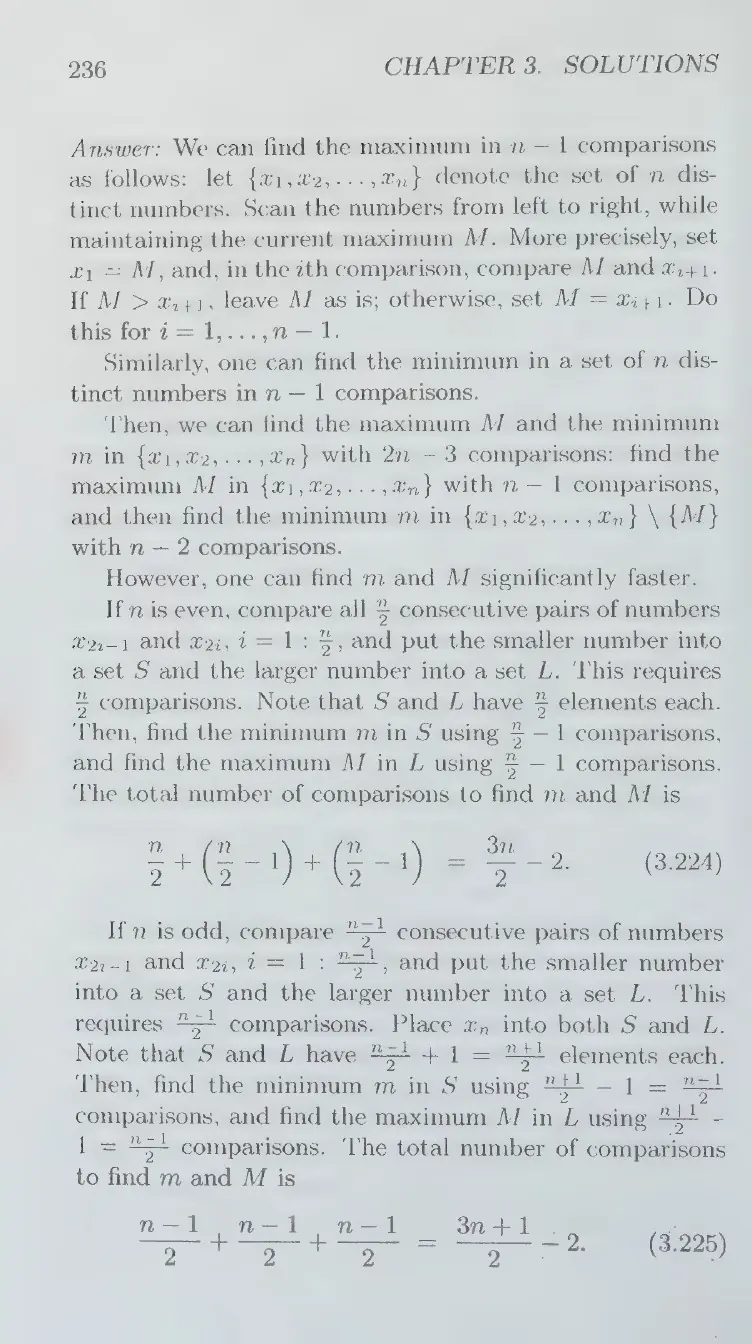 236 CHAPTER 3. SOLUTIONS
Answer: We can find the maximum in n − 1 comparisons
as follows: let {x₁, x₂, . . . , xₙ} denote the set of n dis-
tinct numbers. Scan the numbers from left to right, while
maintaining the current maximum M. More precisely, set
x₁ = M, and, in the ith comparison, compare M and xᵢ₊₁.
If M > xᵢ₊₁, leave M as is; otherwise, set M = xᵢ₊₁. Do
this for i = 1, . . . , n − 1.
Similarly, one can find the minimum in a set of n dis-
tinct numbers in n − 1 comparisons.
Then, we can find the maximum M and the minimum
m in {x₁, x₂, . . . , xₙ} with 2n − 3 comparisons: find the
maximum M in {x₁, x₂, . . . , xₙ} with n − 1 comparisons,
and then find the minimum m in {x₁, x₂, . . . , xₙ} \ {M}
with n − 2 comparisons.
However, one can find m and M significantly faster.
If n is even, compare all n/2 consecutive pairs of numbers
x₂ᵢ₋₁ and x₂ᵢ, i = 1 : n/2, and put the smaller number into
a set S and the larger number into a set L. This requires
n/2 comparisons. Note that S and L have n/2 elements each.
Then, find the minimum m in S using n/2 − 1 comparisons,
and find the maximum M in L using n/2 − 1 comparisons.
The total number of comparisons to find m and M is
n/2 + (n/2 − 1) + (n/2 − 1) = 3n/2 − 2. (3.224)
If n is odd, compare (n−1)/2 consecutive pairs of numbers
x₂ᵢ₋₁ and x₂ᵢ, i = 1 : (n−1)/2, and put the smaller number
into a set S and the larger number into a set L. This
requires (n−1)/2 comparisons. Place xₙ into both S and L.
Note that S and L have (n−1)/2 + 1 = (n+1)/2 elements each.
Then, find the minimum m in S using (n+1)/2 − 1 = (n−1)/2
comparisons, and find the maximum M in L using (n+1)/2 -
1 = (n−1)/2 comparisons. The total number of comparisons
to find m and M is
(n − 1)/2 + (n − 1)/2 + (n − 1)/2 = (3n + 1)/2 − 2. (3.225)